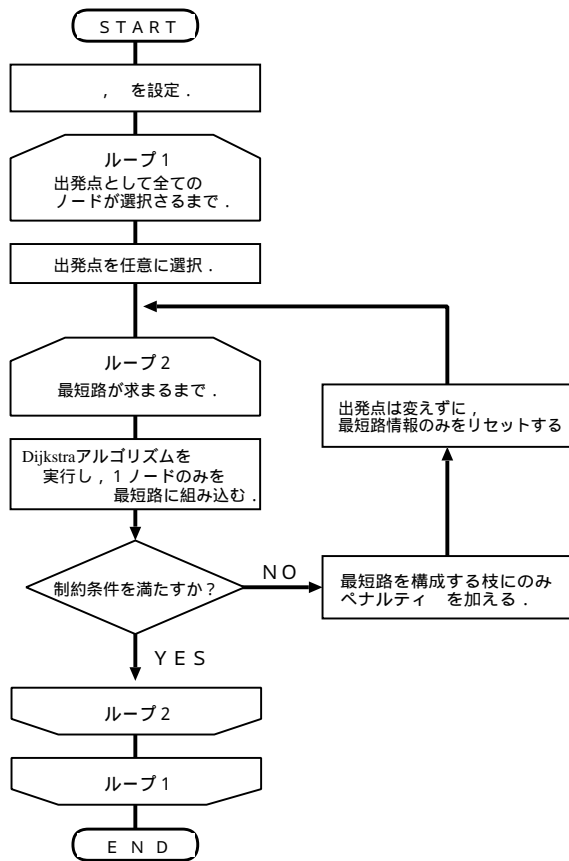 ＳＴＡＲＴ
，　を設定．
ループ１
出発点として全ての
ノードが選択さるまで．
出発点を任意に選択．
ループ２
最短路が求まるまで．
Dijkstraアルゴリズムを
実行し，１ノードのみを
最短路に組み込む．
制約条件を満たすか？
ＮＯ
最短路を構成する枝にのみ
ペナルティ　を加える．
出発点は変えずに，
最短路情報のみをリセットする
ＹＥＳ
ループ２
ループ１
ＥＮＤ